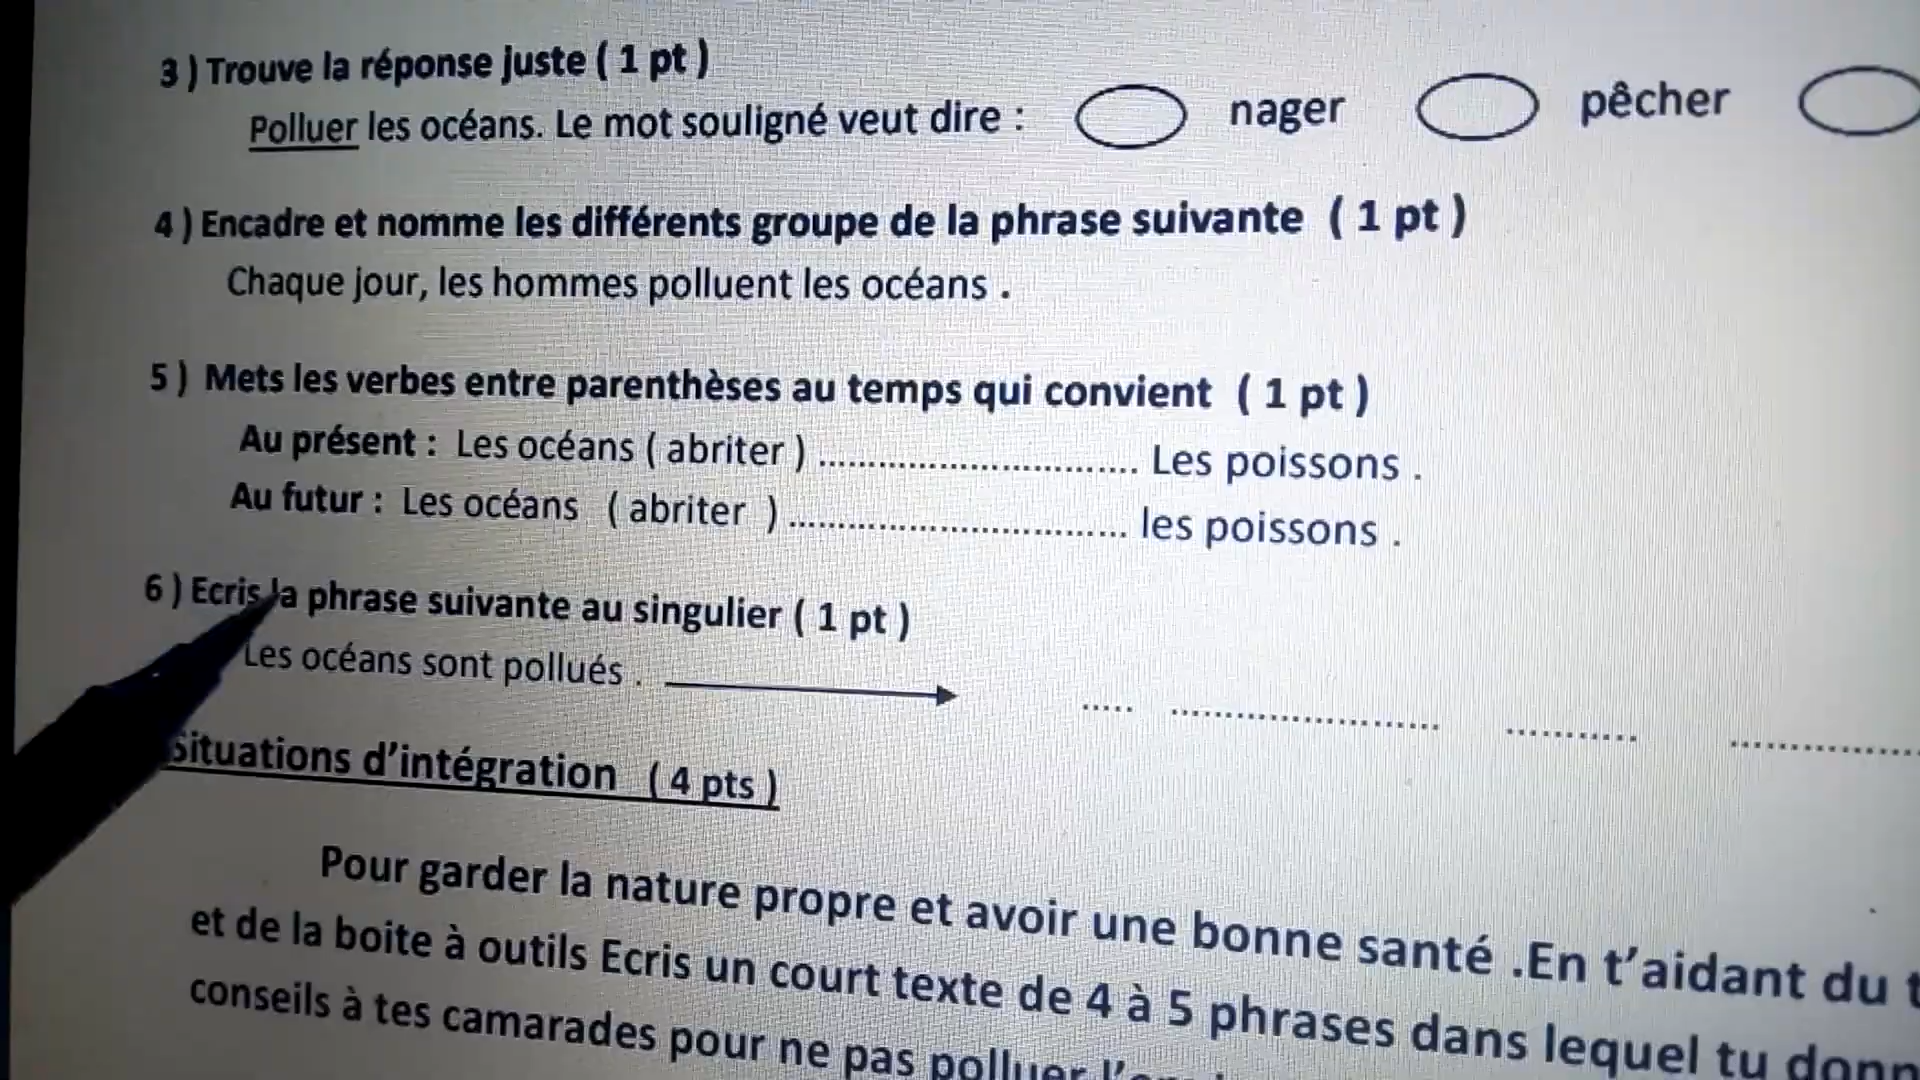 3 ) Trouve la réponse juste ( 1 pt )
Polluer les océans. Le mot souligné veut dire : nager pêcher
4 ) Encadre et nomme les différents groupe de la phrase suivante ( 1 pt )
Chaque jour, les hommes polluent les océans .
5 ) Mets les verbes entre parenthèses au temps qui convient ( 1 pt )
Au présent : Les océans ( abriter ) ................................ Les poissons .
Au futur : Les océans ( abriter ) .................................. les poissons .
6 ) Ecris la phrase suivante au singulier ( 1 pt )
Les océans sont pollués . ..... ........................... ............. ...................
Situations d'intégration ( 4 pts )
Pour garder la nature propre et avoir une bonne santé .En t'aidant du
et de la boite à outils Ecris un court texte de 4 à 5 phrases dans lequel tu
conseils à tes camarades pour ne pas polluer